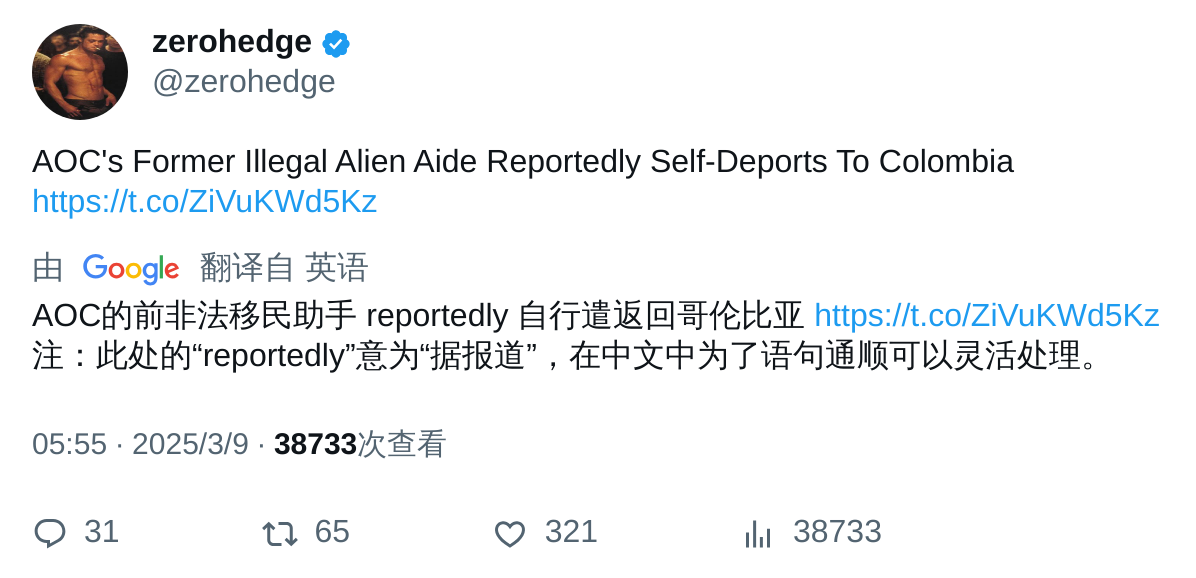 zerohedge
@zerohedge
AOC's Former Illegal Alien Aide Reportedly Self-Deports To Colombia
https://t.co/ZiVuKWd5Kz
由 Google 翻译自 英语
AOC的前非法移民助手 reportedly 自行遣返回哥伦比亚 https://t.co/ZiVuKWd5Kz
注：此处的“reportedly”意为“据报道”，在中文中为了语句通顺可以灵活处理。
05:55 · 2025/3/9 · 38733次查看
31 65 321 38733